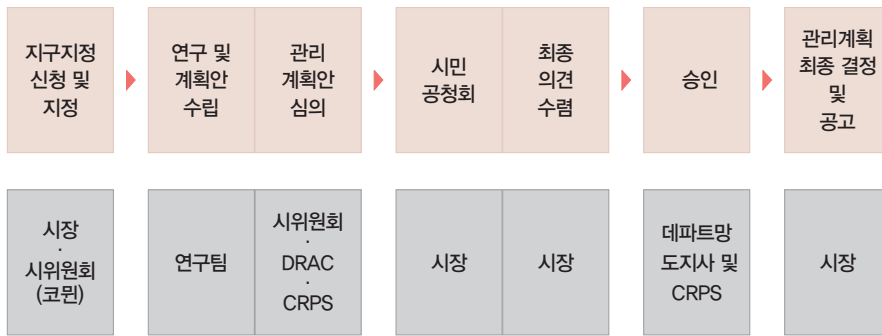 지구지정
신청 및
지정
연구 및
계획안
수립
관리
계획안
심의
시민
공청회
최종
의견
수렴
승인
관리계획
최종 결정
및
공고
시장
·
시위원회
(코뮌)
연구팀
시위원회
·
DRAC
·
CRPS
시장
시장
데파트망
도지사 및
CRPS
시장